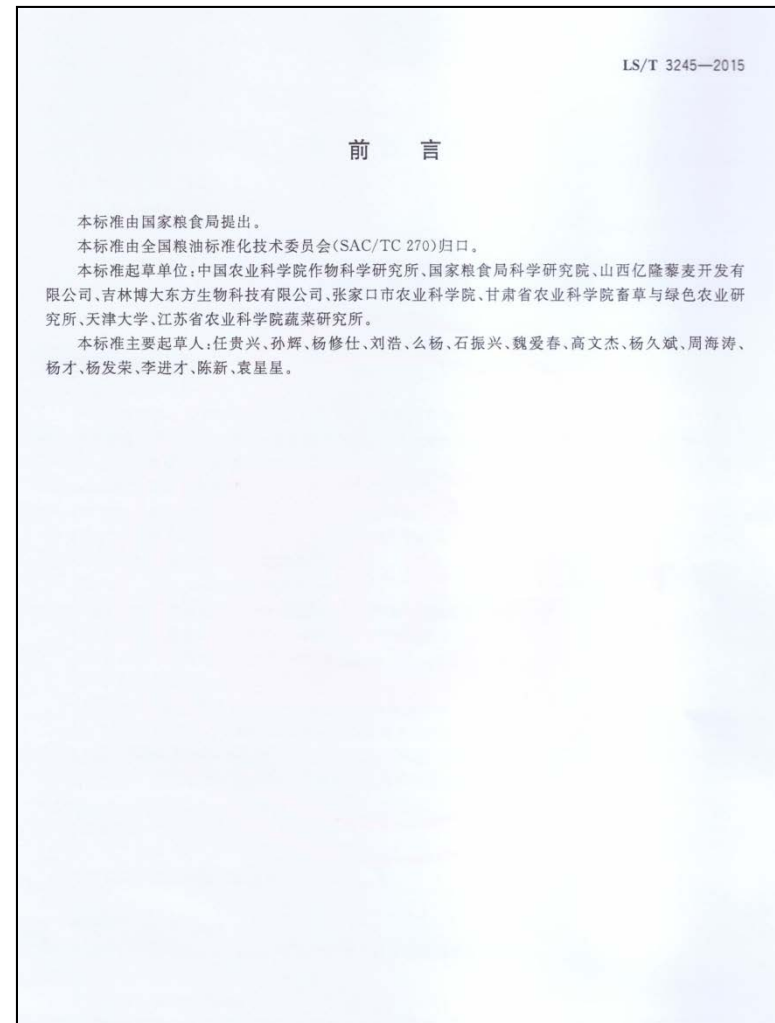 LS/T 3245—2015
前 言
本标准由国家粮食局提出。
本标准由全国粮油标准化技术委员会(SAC/TC 270)归口。
本标准起草单位:中国农业科学院作物科学研究所、国家粮食局科学研究院、山西亿隆藜麦开发有
限公司、吉林博大东方生物科技有限公司、张家口市农业科学院、甘肃省农业科学院畜草与绿色农业研
究所、天津大学、江苏省农业科学院蔬菜研究所。
本标准主要起草人:任贵兴、孙辉、杨修仕、刘浩、么杨、石振兴、魏爱春、高文杰、杨久斌、周海涛、
杨才、杨发荣、李进才、陈新、袁星星。